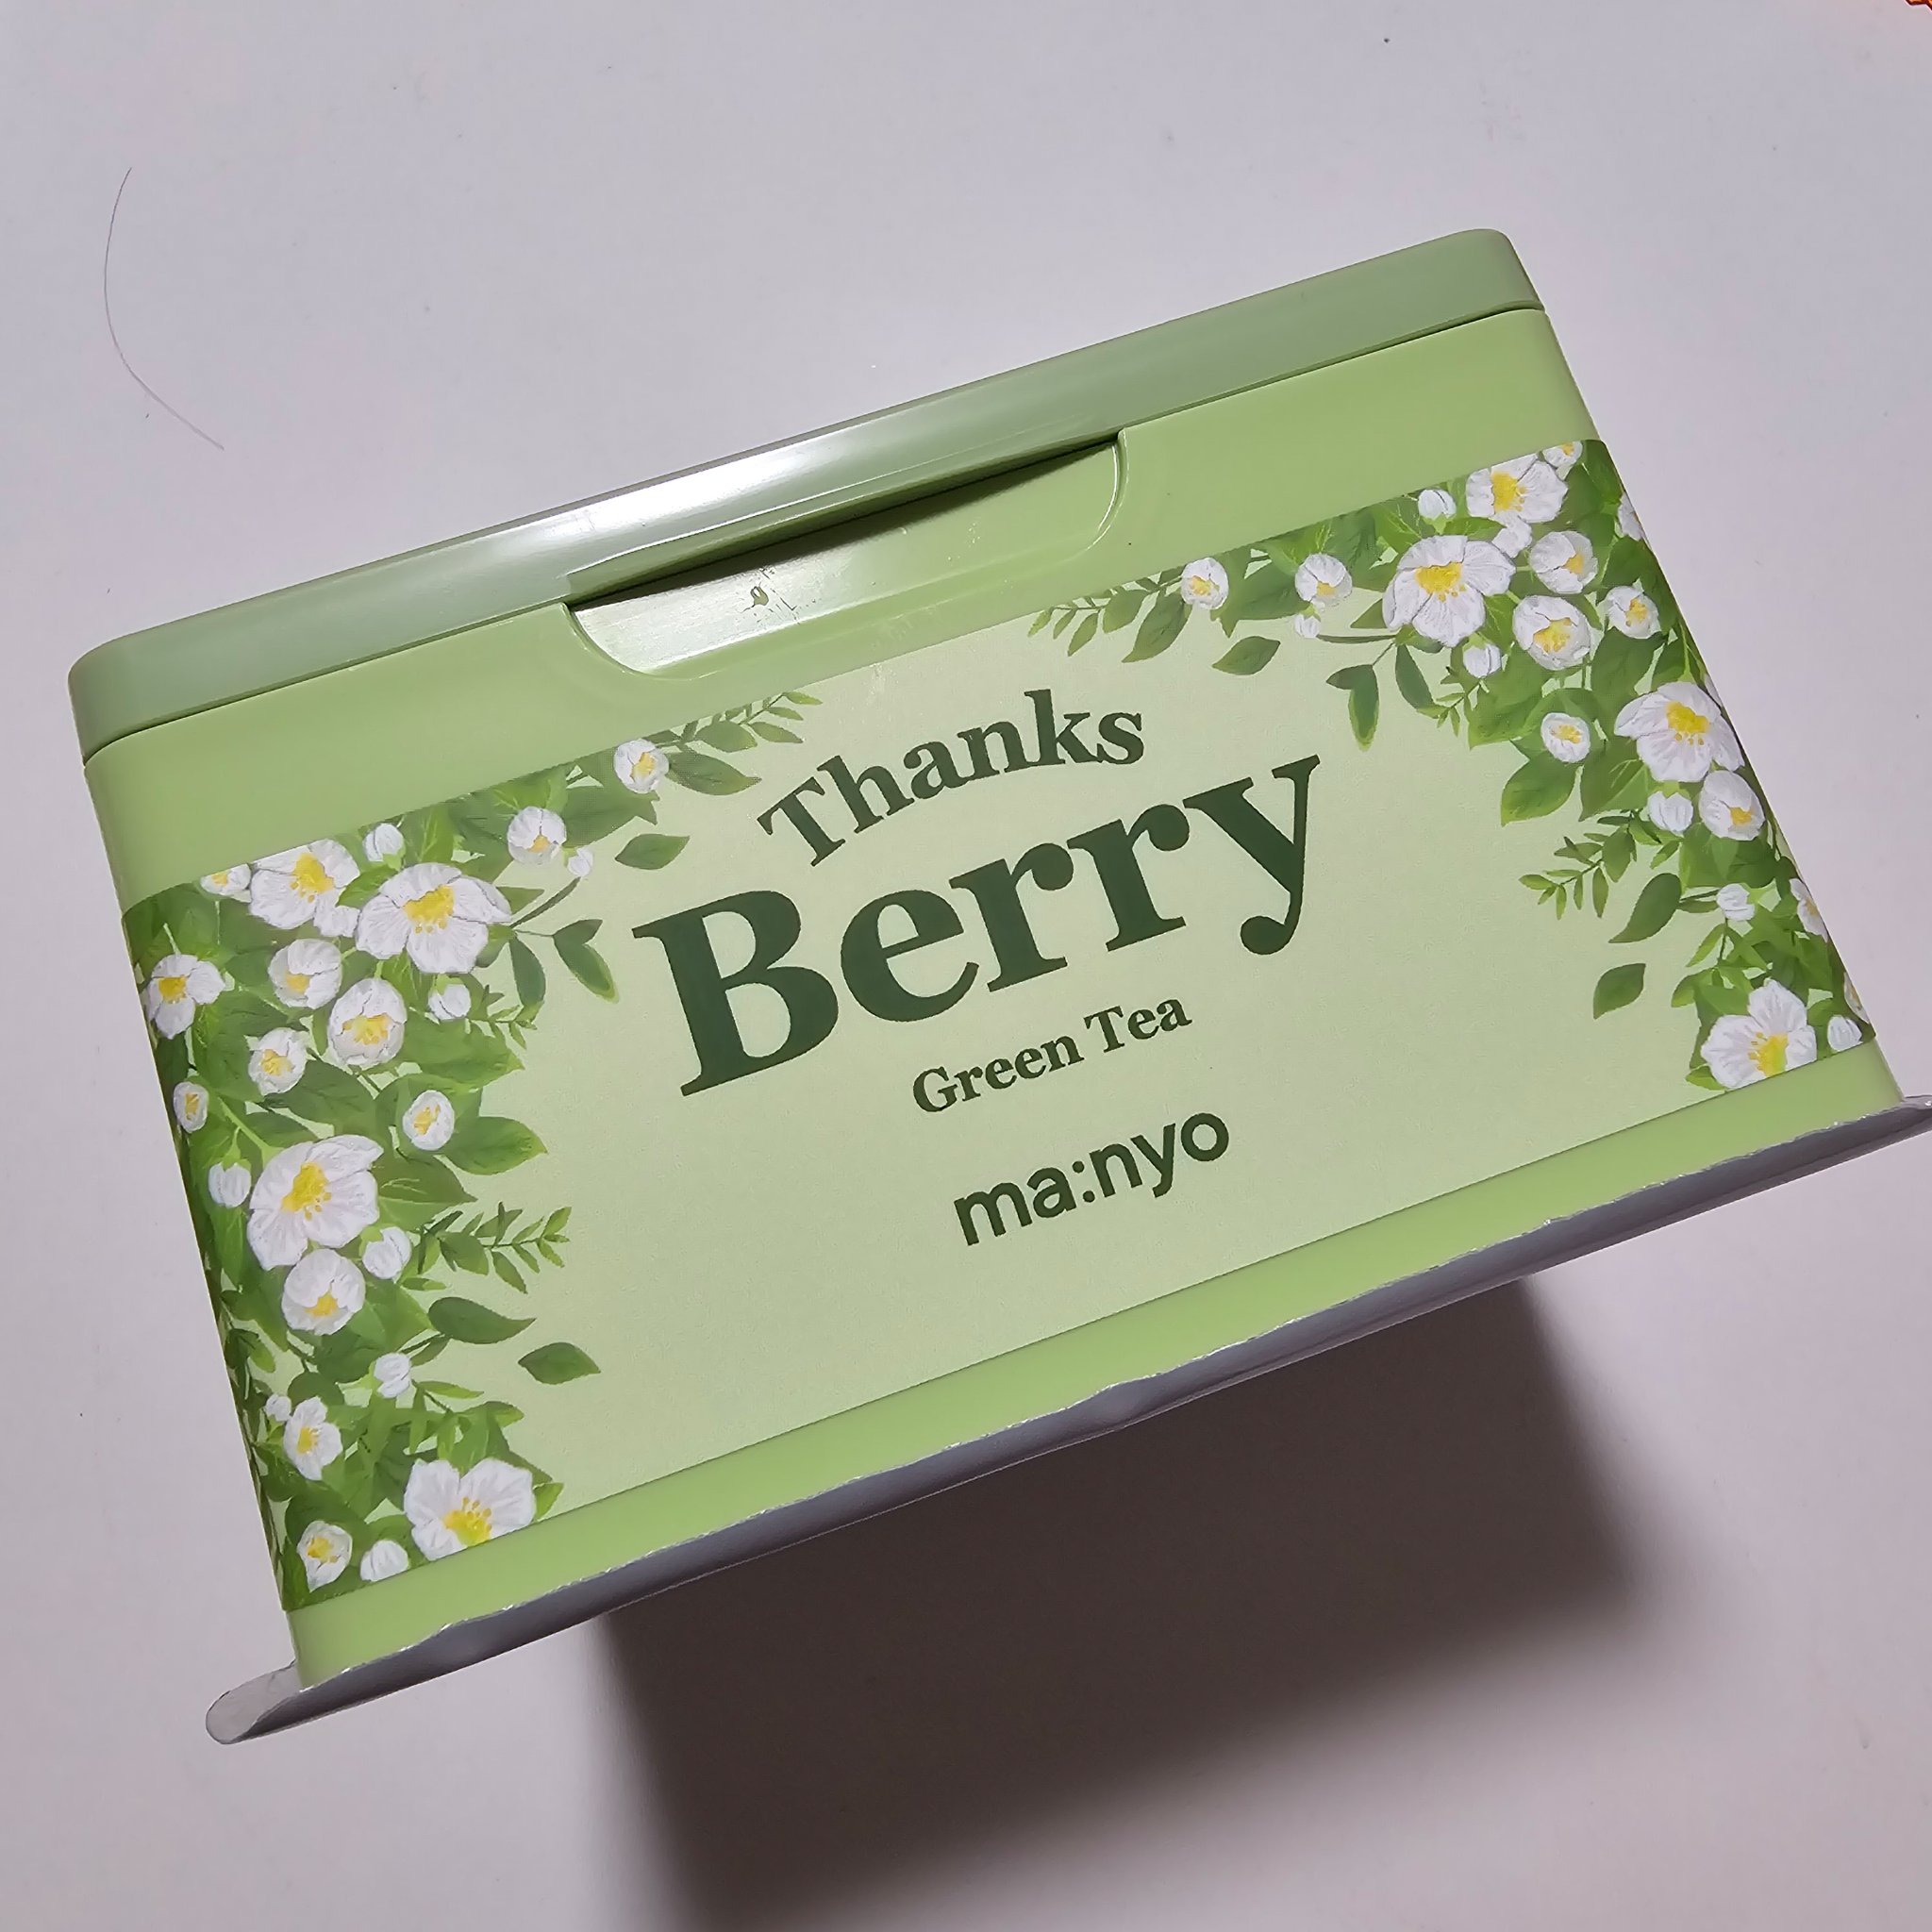 Thanks
Berry
Green Tea
ma:nyo